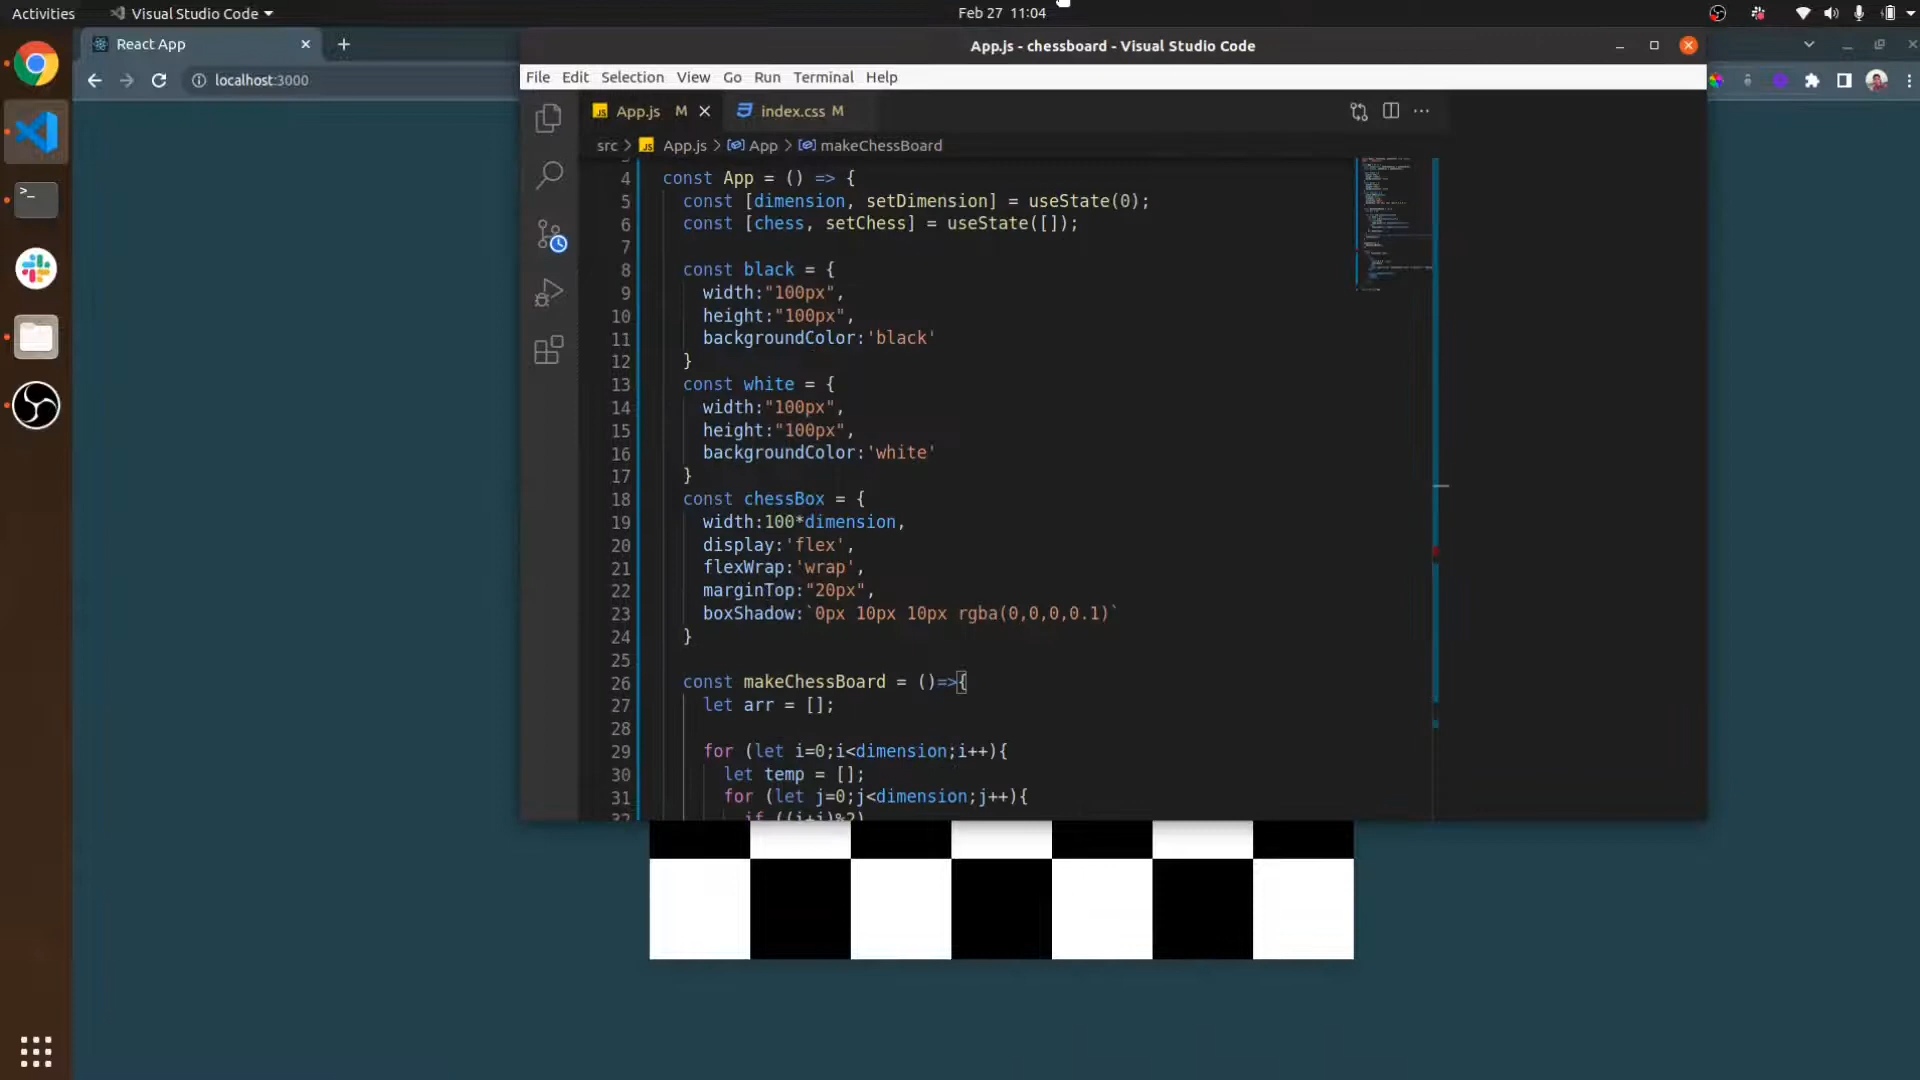 Activities
Visual Studio Code
Feb 27 11:04
React App
localhost:3000
App.js - chessboard - Visual Studio Code
File Edit Selection View Go Run Terminal Help
JS App.js M
index.css M
src > JS App.js > App > makeChessBoard
4 const App = () => {
5 const [dimension, setDimension] = useState(0);
6 const [chess, setChess] = useState([]);
7
8 const black = {
9 width:"100px",
10 height:"100px",
11 backgroundColor:'black'
12 }
13 const white = {
14 width:"100px",
15 height:"100px",
16 backgroundColor:'white'
17 }
18 const chessBox = {
19 width:100*dimension,
20 display:'flex',
21 flexWrap:'wrap',
22 marginTop:"20px",
23 boxShadow:`0px 10px 10px rgba(0,0,0,0.1)`
24 }
25
26 const makeChessBoard = ()=>{
27 let arr = [];
28
29 for (let i=0;i<dimension;i++){
30 let temp = [];
31 for (let j=0;j<dimension;j++){
32 if ((i+j)%2)